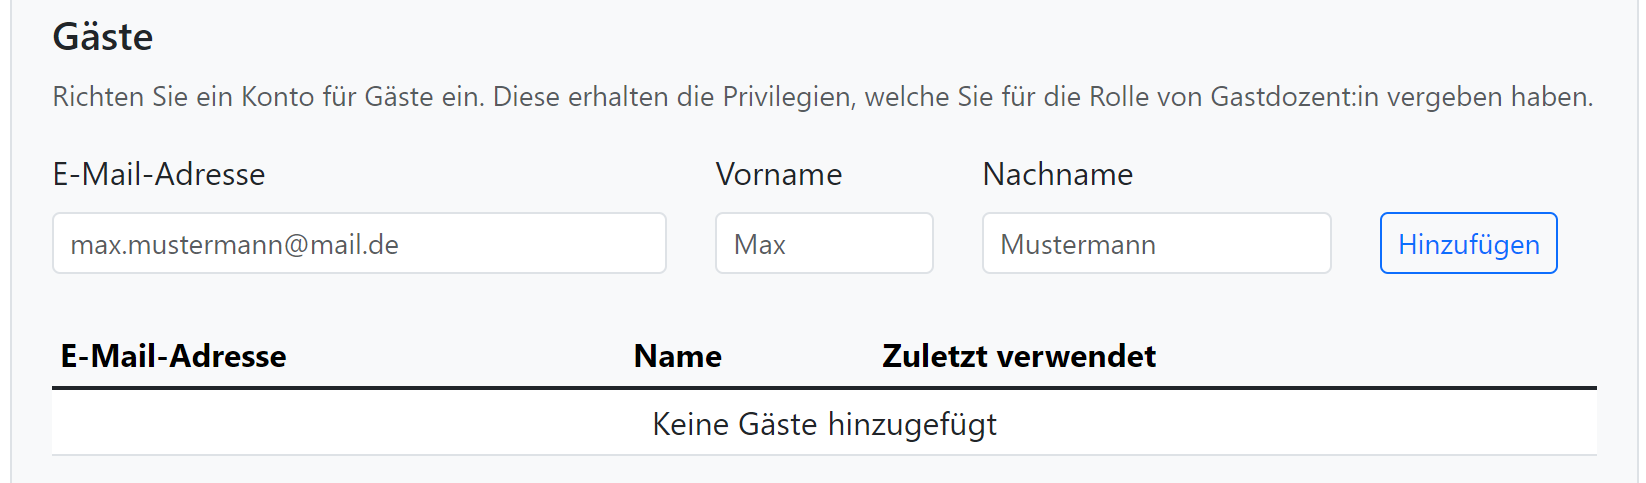 Gäste
Richten Sie ein Konto für Gäste ein. Diese erhalten die Privilegien, welche Sie für die Rolle von Gastdozent:in vergeben haben.
E-Mail-Adresse Vorname Nachname
max.mustermann@mail.de Max Mustermann Hinzufügen
E-Mail-Adresse Name Zuletzt verwendet
Keine Gäste hinzugefügt